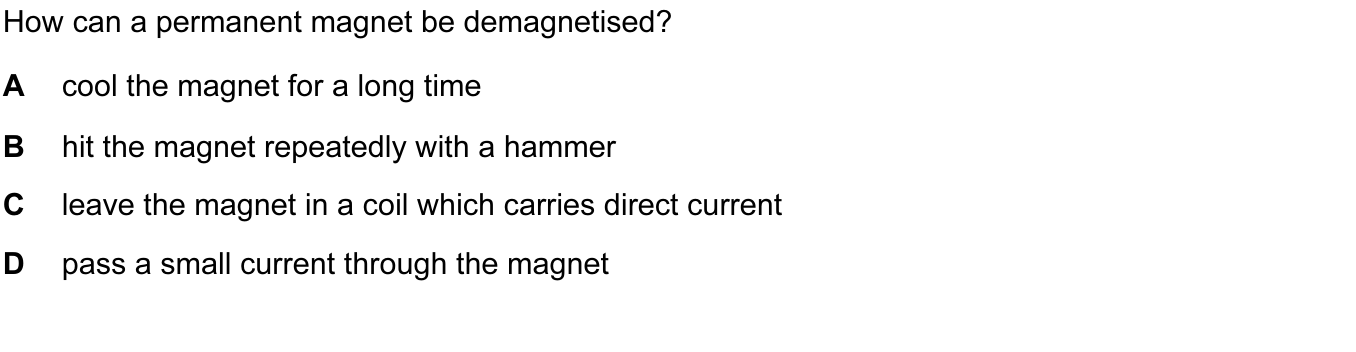 How can a permanent magnet be demagnetised?
A cool the magnet for a long time
B hit the magnet repeatedly with a hammer
C leave the magnet in a coil which carries direct current
D pass a small current through the magnet